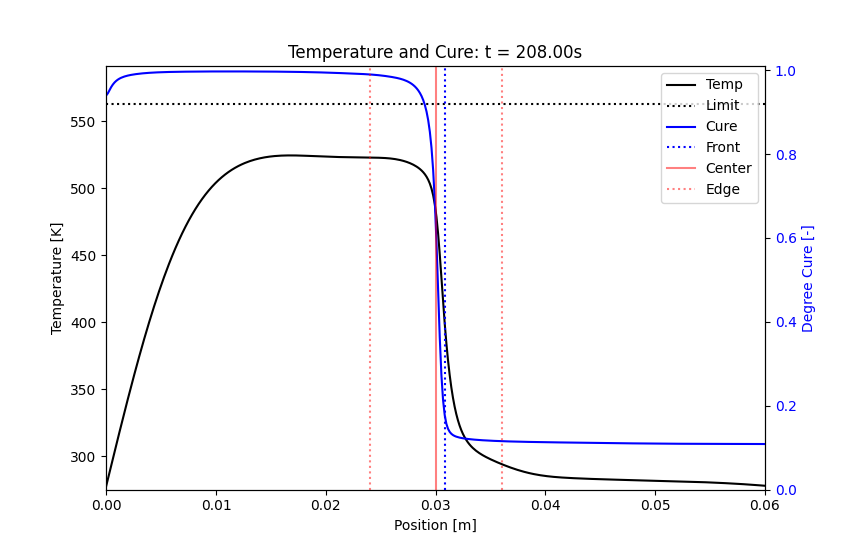 Temperature and Cure: t = 208.00s
Temp
Limit
Cure
Front
Center
Edge
550
500
450
400
350
300
Temperature [K]
1.0
0.8
0.6
0.4
0.2
0.0
Degree Cure [-]
0.00 0.01 0.02 0.03 0.04 0.05 0.06
Position [m]